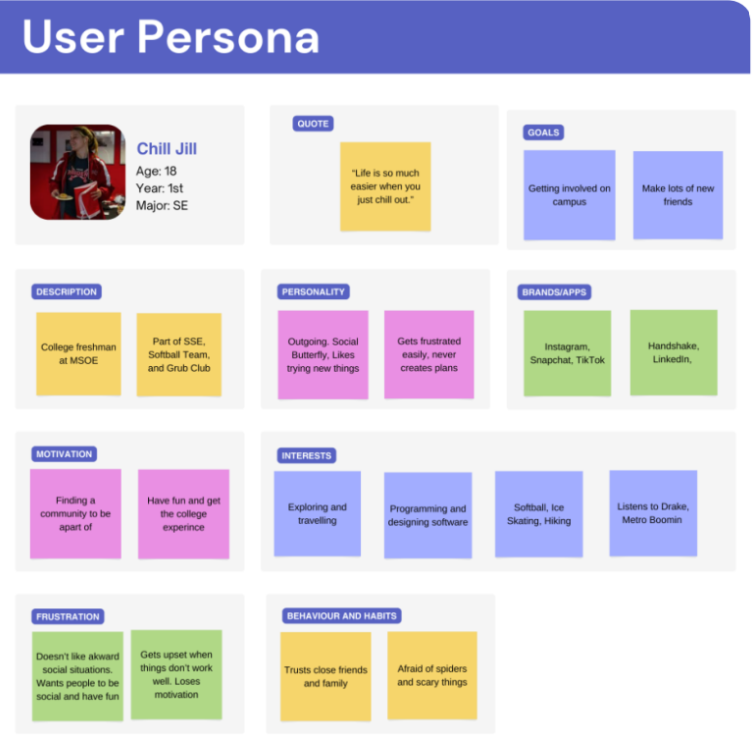 User Persona
Chill Jill
Age: 18
Year: 1st
Major: SE
QUOTE
"Life is so much
easier when you
just chill out."
GOALS
Getting involved on
campus
Make lots of new
friends
DESCRIPTION
College freshman
at MSOE
Part of SSE,
Softball Team,
and Grub Club
PERSONALITY
Outgoing. Social
Butterfly, Likes
trying new things
Gets frustrated
easily, never
creates plans
BRANDS/APPS
Instagram,
Snapchat, TikTok
Handshake,
LinkedIn,
MOTIVATION
Finding a
community to be
apart of
Have fun and get
the college
experince
INTERESTS
Exploring and
travelling
Programming and
designing software
Softball, Ice
Skating, Hiking
Listens to Drake,
Metro Boomin
FRUSTRATION
Doesn't like akward
social situations.
Wants people to be
social and have fun
Gets upset when
things don't work
well. Loses
motivation
BEHAVIOUR AND HABITS
Trusts close friends
and family
Afraid of spiders
and scary things